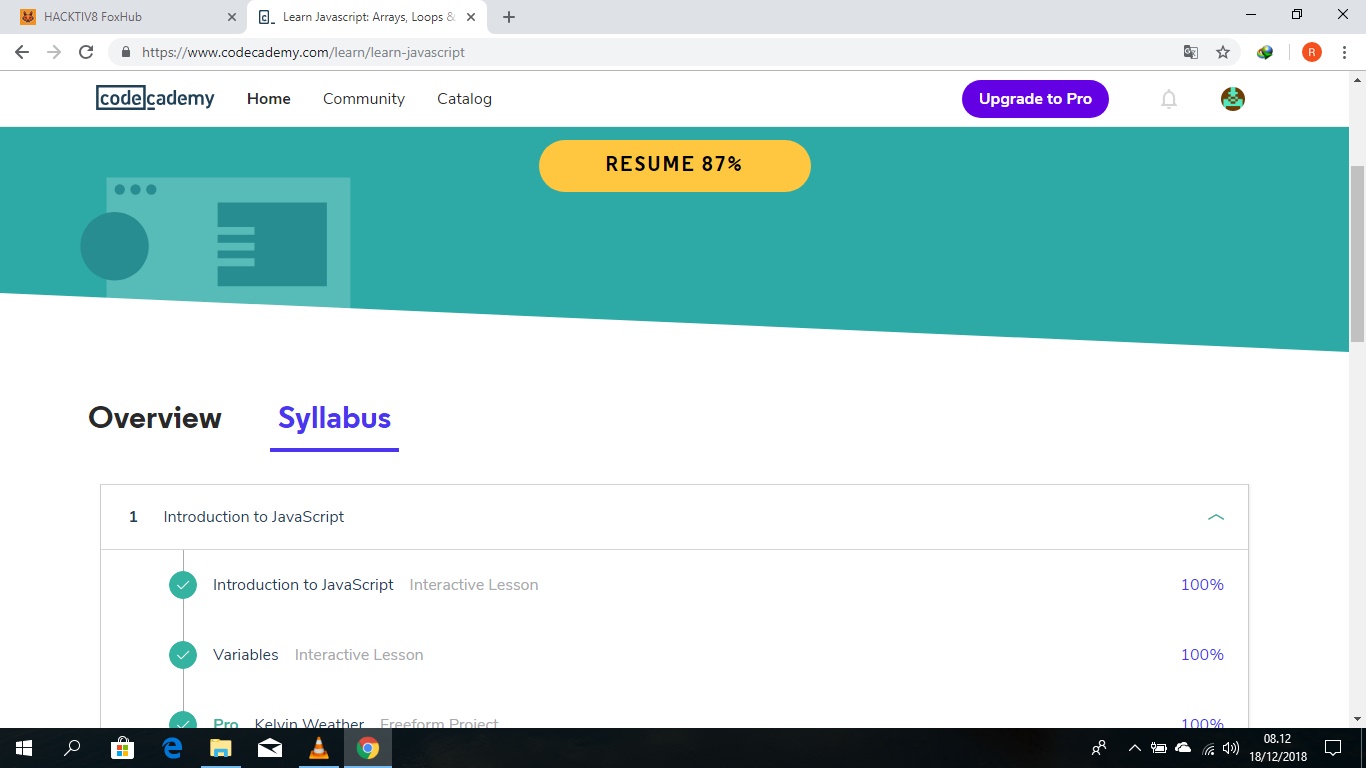 HACKTIV8 FoxHub
Learn Javascript: Arrays, Loops &
https://www.codecademy.com/learn/learn-javascript
R
codecademy Home Community Catalog Upgrade to Pro
RESUME 87%
Overview Syllabus
1 Introduction to JavaScript
Introduction to JavaScript Interactive Lesson 100%
Variables Interactive Lesson 100%
Pro Kelvin Weather Freeform Project 100%
08.12
18/12/2018